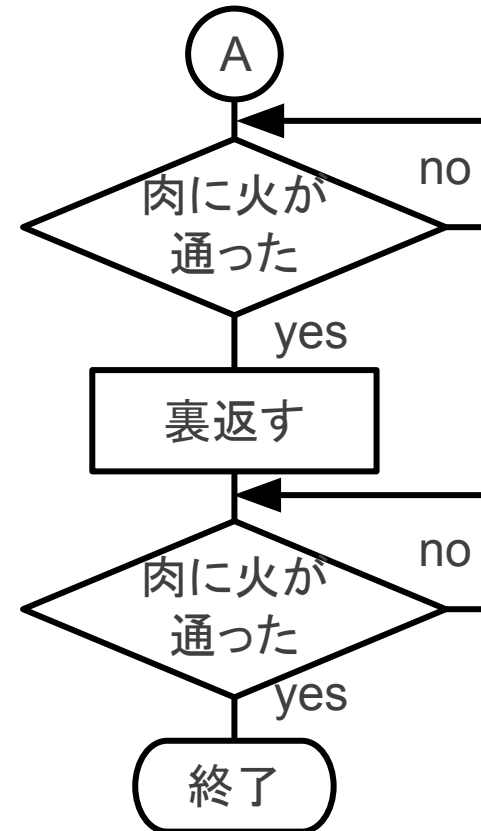 A
no
肉に火が
通った
yes
裏返す
no
肉に火が
通った
yes
終了